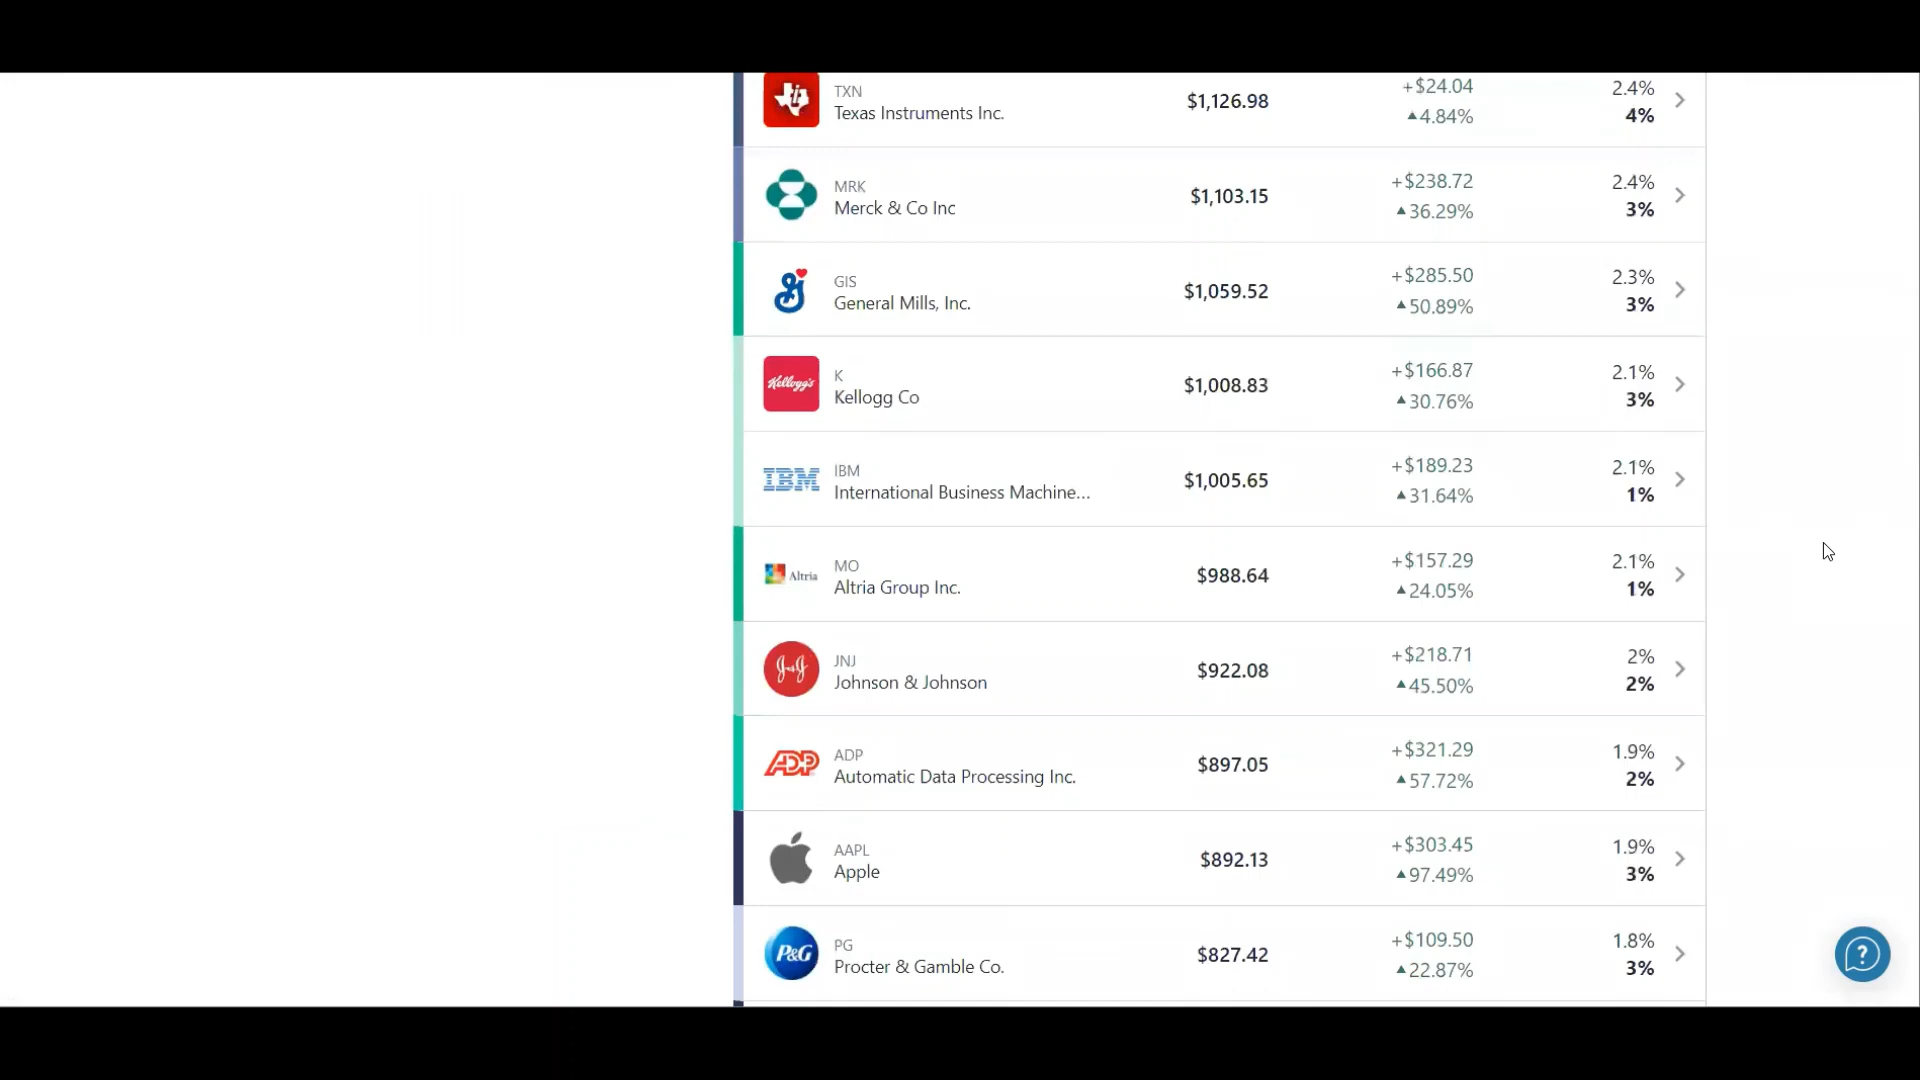 +$24.04 2.4%
TXN
Texas Instruments Inc. $1,126.98 ▲4.84% 4%
+$238.72 2.4%
MRK
Merck & Co Inc $1,103.15 ▲36.29% 3%
+$285.50 2.3%
GIS
General Mills, Inc. $1,059.52 ▲50.89% 3%
+$166.87 2.1%
Kellogg's K
Kellogg Co $1,008.83 ▲30.76% 3%
+$189.23 2.1%
IBM IBM
International Business Machine... $1,005.65 ▲31.64% 1%
+$157.29 2.1%
Altria MO
Altria Group Inc. $988.64 ▲24.05% 1%
+$218.71 2%
J&J JNJ
Johnson & Johnson $922.08 ▲45.50% 2%
+$321.29 1.9%
ADP ADP
Automatic Data Processing Inc. $897.05 ▲57.72% 2%
+$303.45 1.9%
AAPL
Apple $892.13 ▲97.49% 3%
+$109.50 1.8%
P&G PG
Procter & Gamble Co. $827.42 ▲22.87% 3%
?